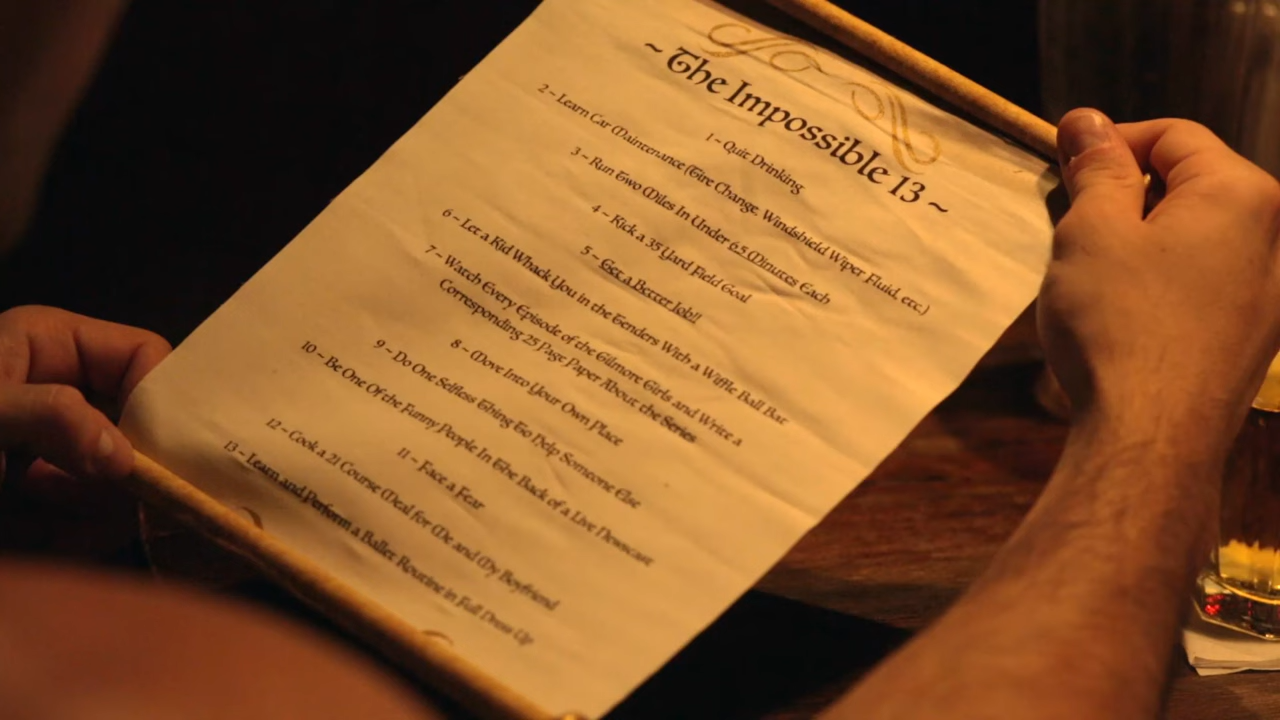 ~ The Impossible 13 ~
1 - Quit Drinking
2 - Learn Car Maintenance (Tire Change, Windshield Wiper Fluid, etc.)
3 - Run Two Miles In Under 6.5 Minutes Each
4 - Kick a 35 Yard Field Goal
5 - Get a Better Job!!
6 - Let a Kid Whack You in the Tenders With a Wiffle Ball Bat
7 - Watch Every Episode of the Gilmore Girls and Write a
Corresponding 25 Page Paper About the Series
8 - Move Into Your Own Place
9 - Do One Selfless Thing To Help Someone Else
10 - Be One Of the Funny People In The Back of a Live Newscast
11 - Face a Fear
12 - Cook a 21 Course Meal for Me and My Boyfriend
13 - Learn and Perform a Ballet Routine in Full Dress Up